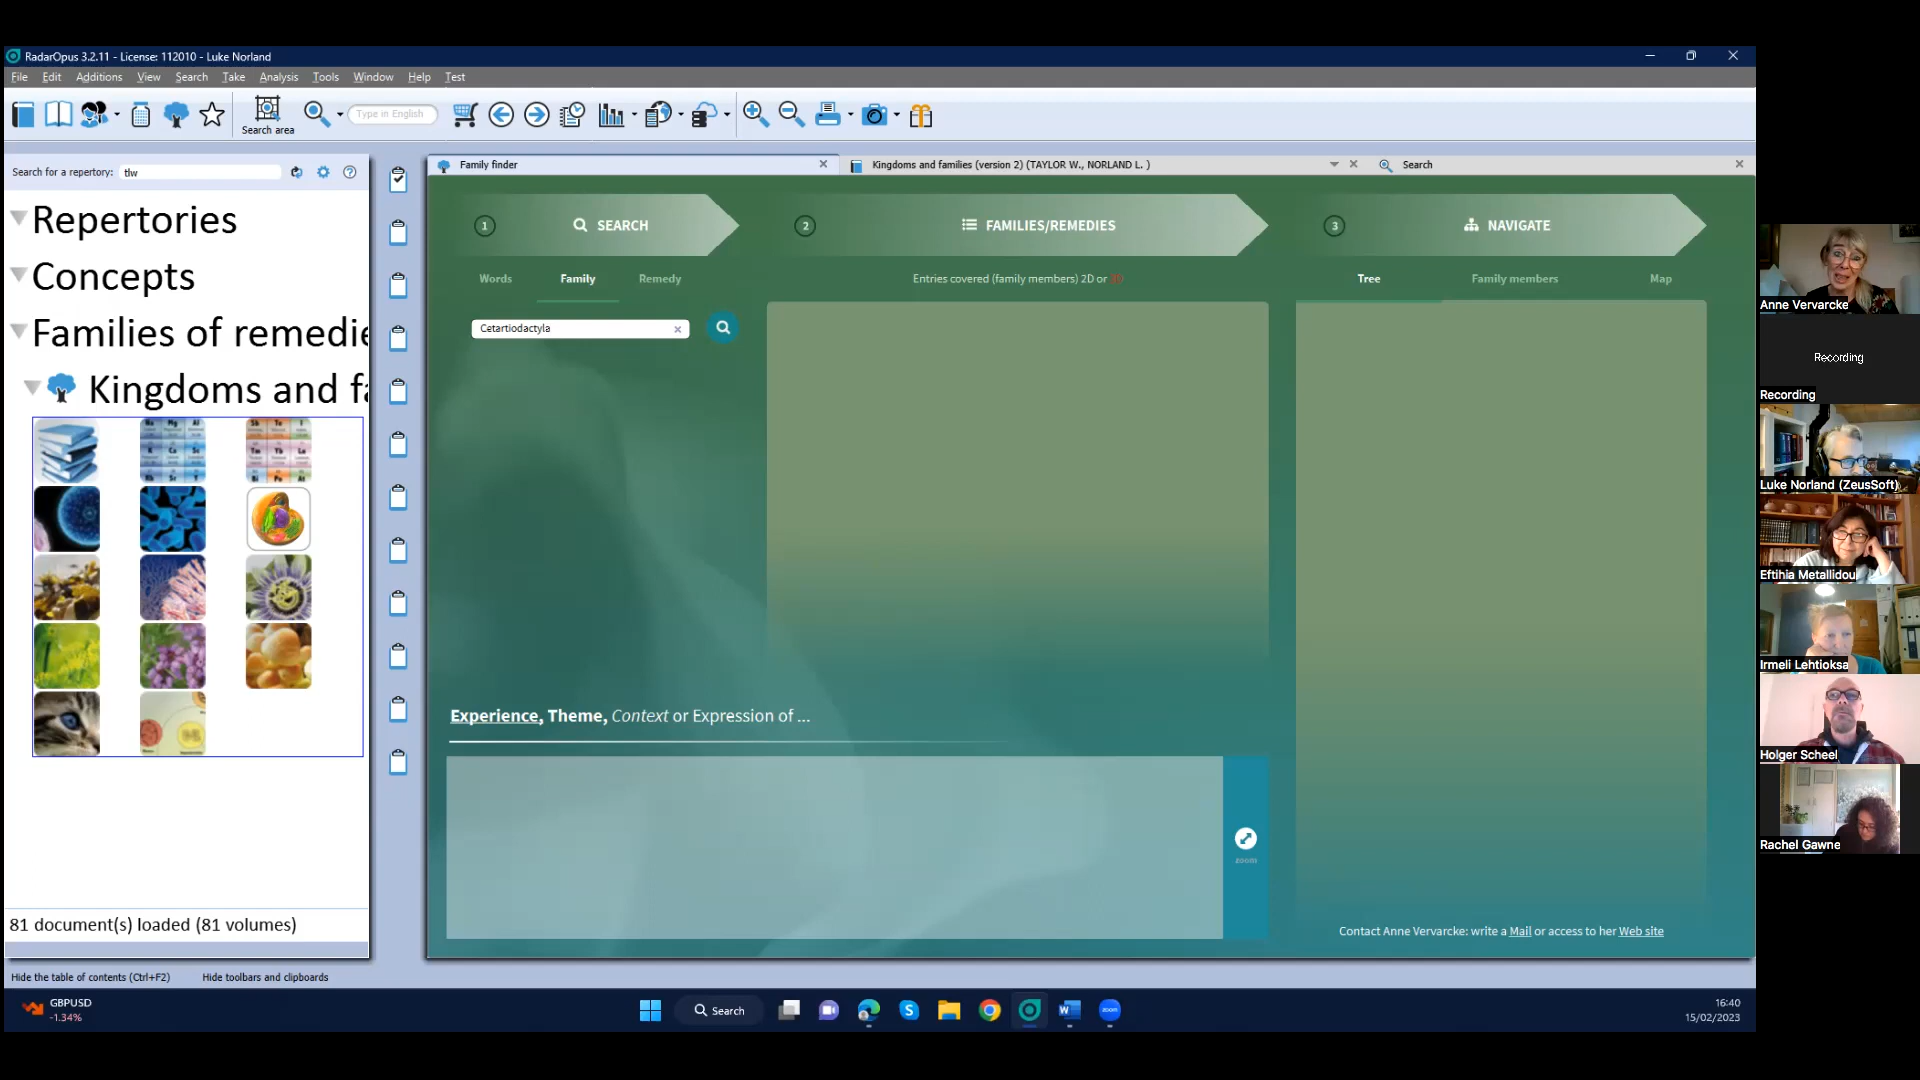 RadarOpus 3.2.11 - License: 112010 - Luke Norland
File Edit Additions View Search Take Analysis Tools Window Help Test
Type in English
Search area
Search for a repertory: tlw
Family finder
Kingdoms and families (version 2) (TAYLOR W., NORLAND L. )
Search
Repertories
Concepts
Families of remedie
Kingdoms and fa
1 SEARCH
2 FAMILIES/REMEDIES
3 NAVIGATE
Words Family Remedy
Entries covered (family members) 2D or 3D
Tree Family members Map
Cetartiodactyla
Experience, Theme, Context or Expression of ...
zoom
Contact Anne Vervarcke: write a Mail or access to her Web site
81 document(s) loaded (81 volumes)
Hide the table of contents (Ctrl+F2) Hide toolbars and clipboards
GBPUSD
-1.34%
Search
zoom
16:40
15/02/2023
Anne Vervarcke
Recording
Recording
Luke Norland (ZeusSoft)
Eftihia Metallidou
Irmeli Lehtioksa
Holger Scheel
Rachel Gawne